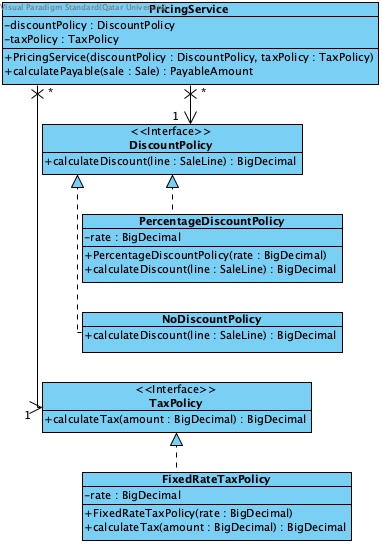 Visual Paradigm Standard(Qatar University)
PricingService
-discountPolicy : DiscountPolicy
-taxPolicy : TaxPolicy
+PricingService(discountPolicy : DiscountPolicy, taxPolicy : TaxPolicy)
+calculatePayable(sale : Sale) : PayableAmount
*
*
1
<<Interface>>
DiscountPolicy
+calculateDiscount(line : SaleLine) : BigDecimal
PercentageDiscountPolicy
-rate : BigDecimal
+PercentageDiscountPolicy(rate : BigDecimal)
+calculateDiscount(line : SaleLine) : BigDecimal
NoDiscountPolicy
+calculateDiscount(line : SaleLine) : BigDecimal
<<Interface>>
TaxPolicy
1
+calculateTax(amount : BigDecimal) : BigDecimal
FixedRateTaxPolicy
-rate : BigDecimal
+FixedRateTaxPolicy(rate : BigDecimal)
+calculateTax(amount : BigDecimal) : BigDecimal